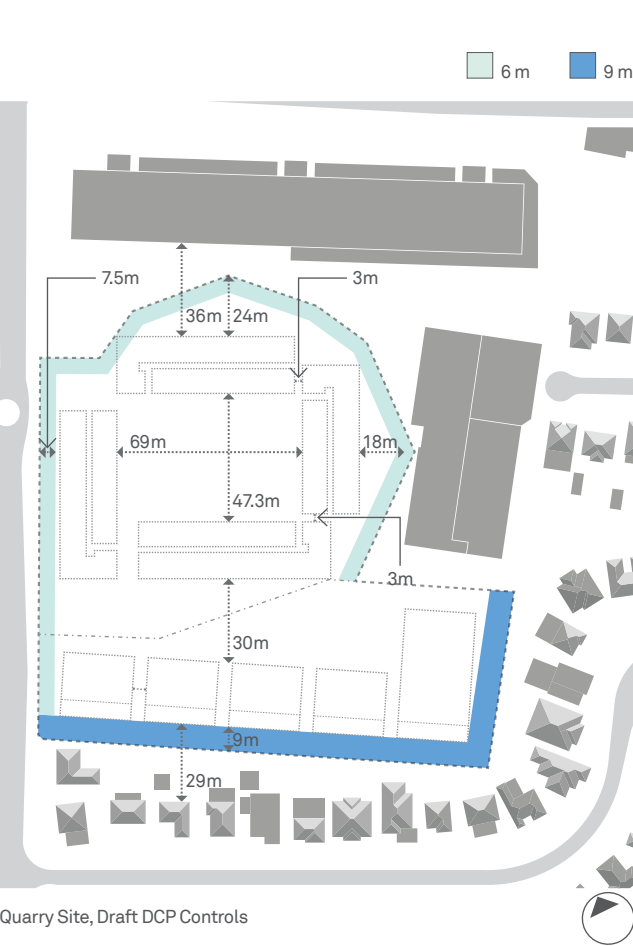 6 m
9 m
7.5m
3m
36m
24m
69m
18m
47.3m
3m
30m
9m
29m
Quarry Site, Draft DCP Controls